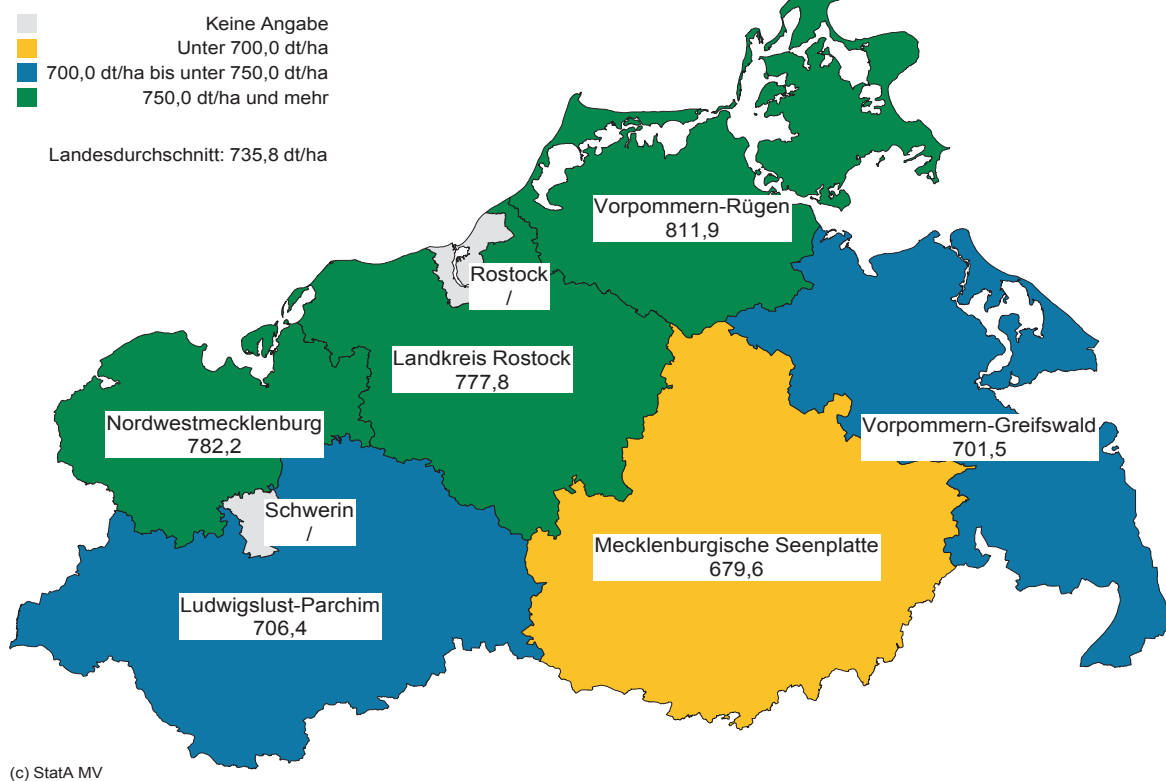 Keine Angabe
Unter 700,0 dt/ha
700,0 dt/ha bis unter 750,0 dt/ha
750,0 dt/ha und mehr
Landesdurchschnitt: 735,8 dt/ha
Vorpommern-Rügen
811,9
Rostock
/
Landkreis Rostock
777,8
Nordwestmecklenburg
782,2
Vorpommern-Greifswald
701,5
Schwerin
/
Mecklenburgische Seenplatte
679,6
Ludwigslust-Parchim
706,4
(c) StatA MV